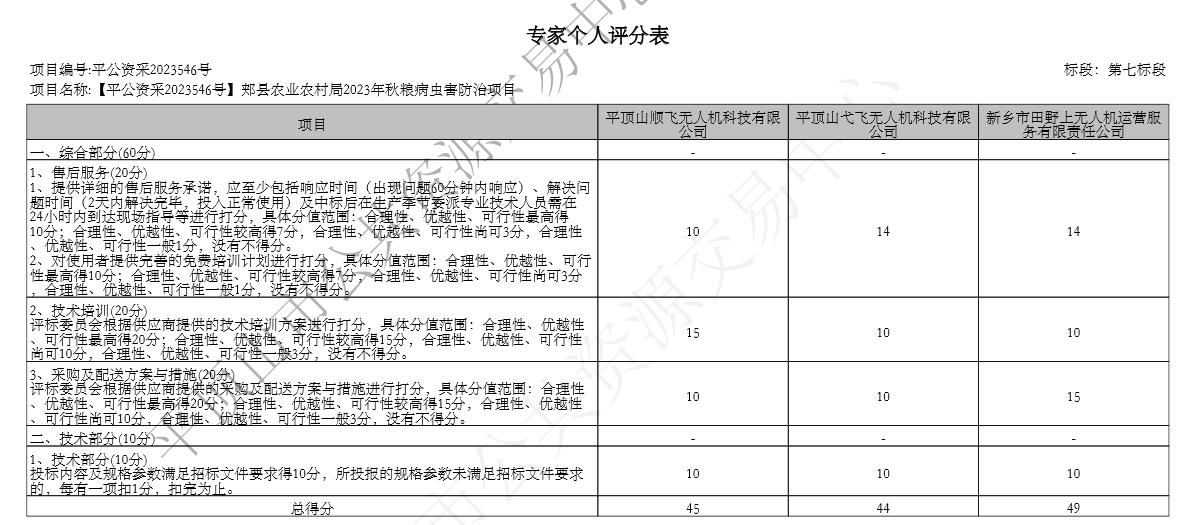 专家个人评分表
项目编号:平公资采2023546号
标段：第七标段
项目名称:【平公资采2023546号】郏县农业农村局2023年秋粮病虫害防治项目
项目
平顶山顺飞无人机科技有限
公司
平顶山弋飞无人机科技有限
公司
新乡市田野上无人机运营服
务有限责任公司
一、综合部分(60分)
-
-
-
1、售后服务(20分)
1、提供详细的售后服务承诺，应至少包括响应时间（出现问题60分钟内响应）、解决问
题时间（2天内解决完毕，投入正常使用）及中标后在生产季节委派专业技术人员需在
24小时内到达现场指导等进行打分，具体分值范围：合理性、优越性、可行性最高得
10分；合理性、优越性、可行性较高得7分，合理性、优越性、可行性尚可3分，合理性
、优越性、可行性一般1分，没有不得分。
2、对使用者提供完善的免费培训计划进行打分，具体分值范围：合理性、优越性、可行
性最高得10分；合理性、优越性、可行性较高得7分，合理性、优越性、可行性尚可3分
，合理性、优越性、可行性一般1分，没有不得分。
10
14
14
2、技术培训(20分)
评标委员会根据供应商提供的技术培训方案进行打分，具体分值范围：合理性、优越性
、可行性最高得20分；合理性、优越性、可行性较高得15分，合理性、优越性、可行性
尚可10分，合理性、优越性、可行性一般3分，没有不得分。
15
10
10
3、采购及配送方案与措施(20分)
评标委员会根据供应商提供的采购及配送方案与措施进行打分，具体分值范围：合理性
、优越性、可行性最高得20分；合理性、优越性、可行性较高得15分，合理性、优越性
、可行性尚可10分，合理性、优越性、可行性一般3分，没有不得分。
10
10
15
二、技术部分(10分)
-
-
-
1、技术部分(10分)
投标内容及规格参数满足招标文件要求得10分，所投报的规格参数未满足招标文件要求
的，每有一项扣1分，扣完为止。
10
10
10
总得分
45
44
49
平顶山市公共资源交易中心
市公共资源交易中心